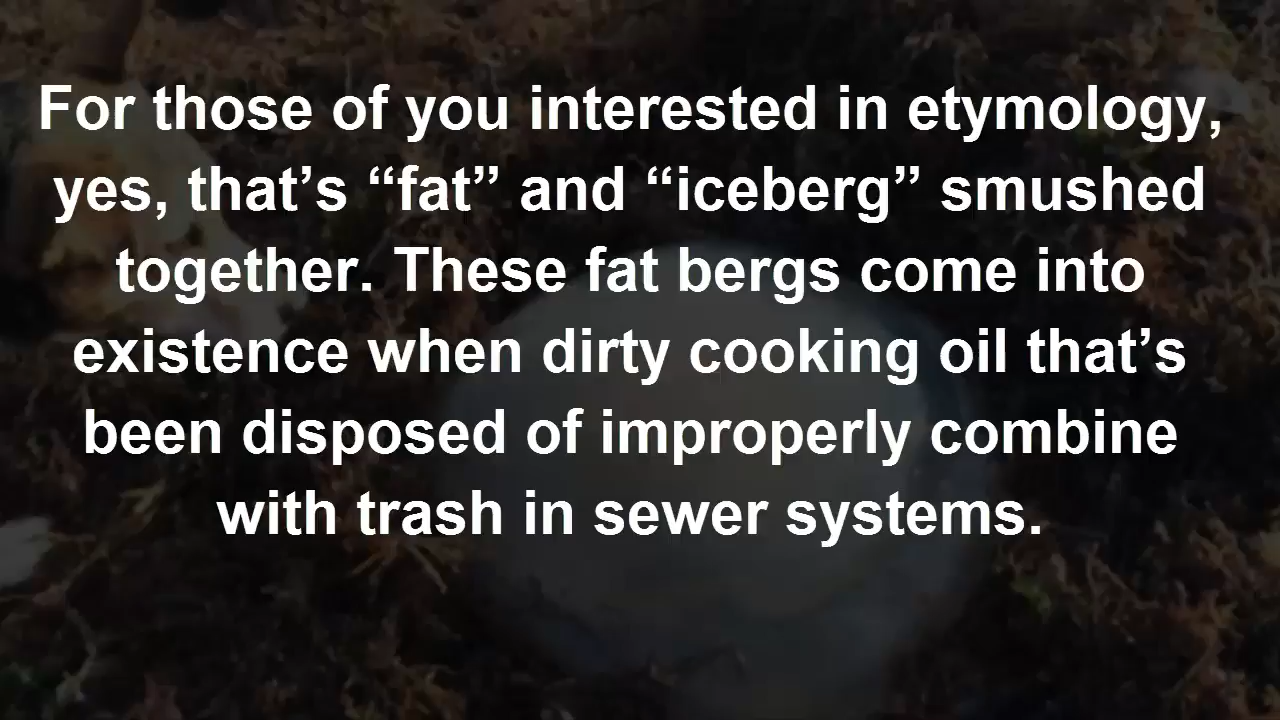 For those of you interested in etymology,
yes, that’s “fat” and “iceberg” smushed
together. These fat bergs come into
existence when dirty cooking oil that’s
been disposed of improperly combine
with trash in sewer systems.